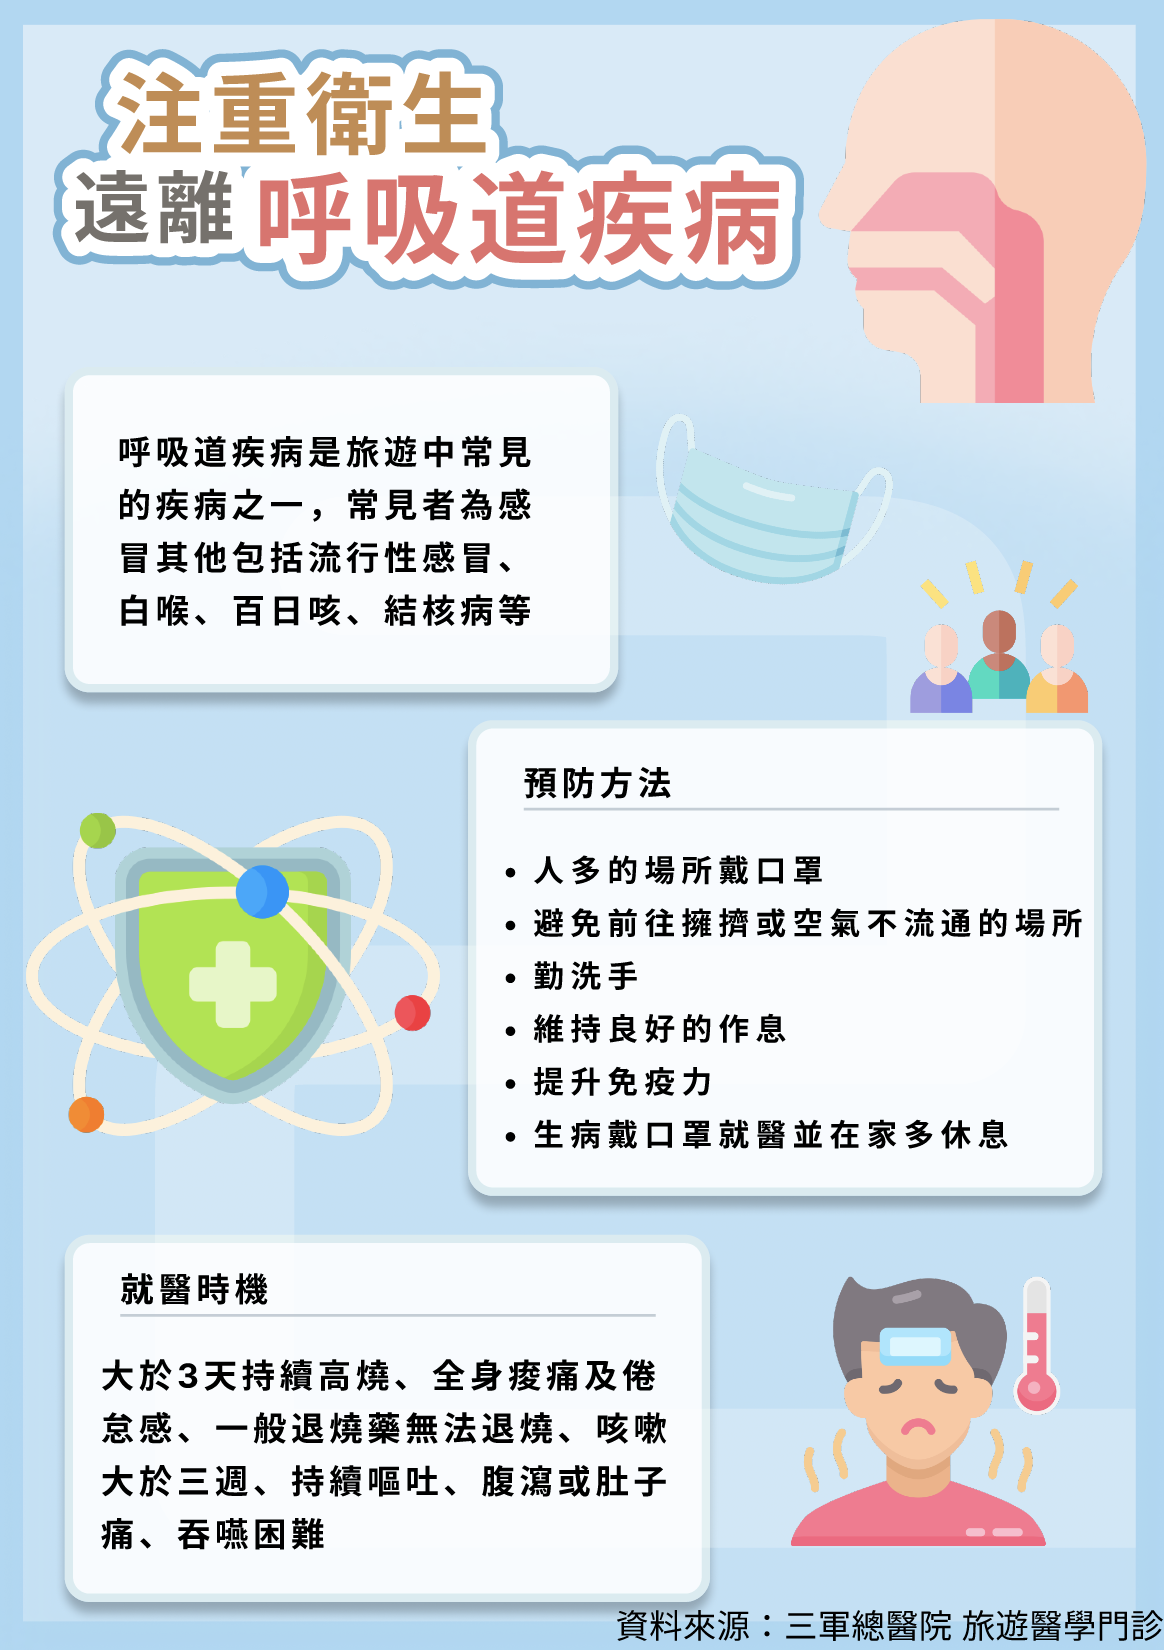 注重衛生
遠離呼吸道疾病
呼吸道疾病是旅遊中常見
的疾病之一，常見者為感
冒其他包括流行性感冒、
白喉、百日咳、結核病等
預防方法
• 人多的場所戴口罩
• 避免前往擁擠或空氣不流通的場所
• 勤洗手
• 維持良好的作息
• 提升免疫力
• 生病戴口罩就醫並在家多休息
就醫時機
大於3天持續高燒、全身痠痛及倦
怠感、一般退燒藥無法退燒、咳嗽
大於三週、持續嘔吐、腹瀉或肚子
痛、吞嚥困難
資料來源：三軍總醫院 旅遊醫學門診